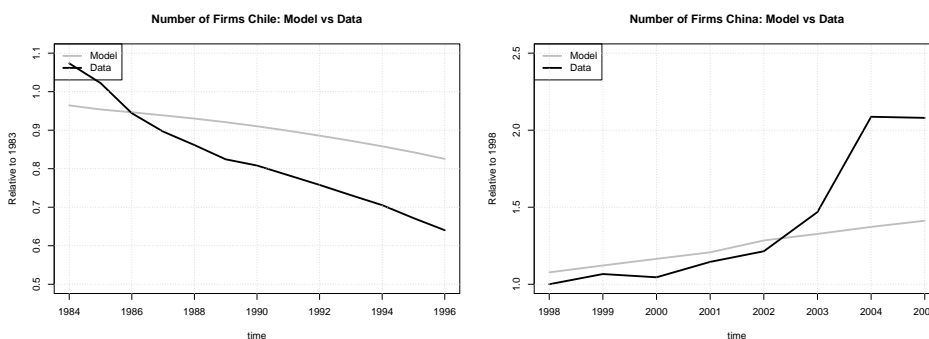 Number of Firms Chile: Model vs Data
Model
Data
Relative to 1983
1.1
1.0
0.9
0.8
0.7
0.6
0.5
1984 1986 1988 1990 1992 1994 1996
time
Number of Firms China: Model vs Data
Model
Data
Relative to 1998
2.5
2.0
1.5
1.0
1998 1999 2000 2001 2002 2003 2004
time